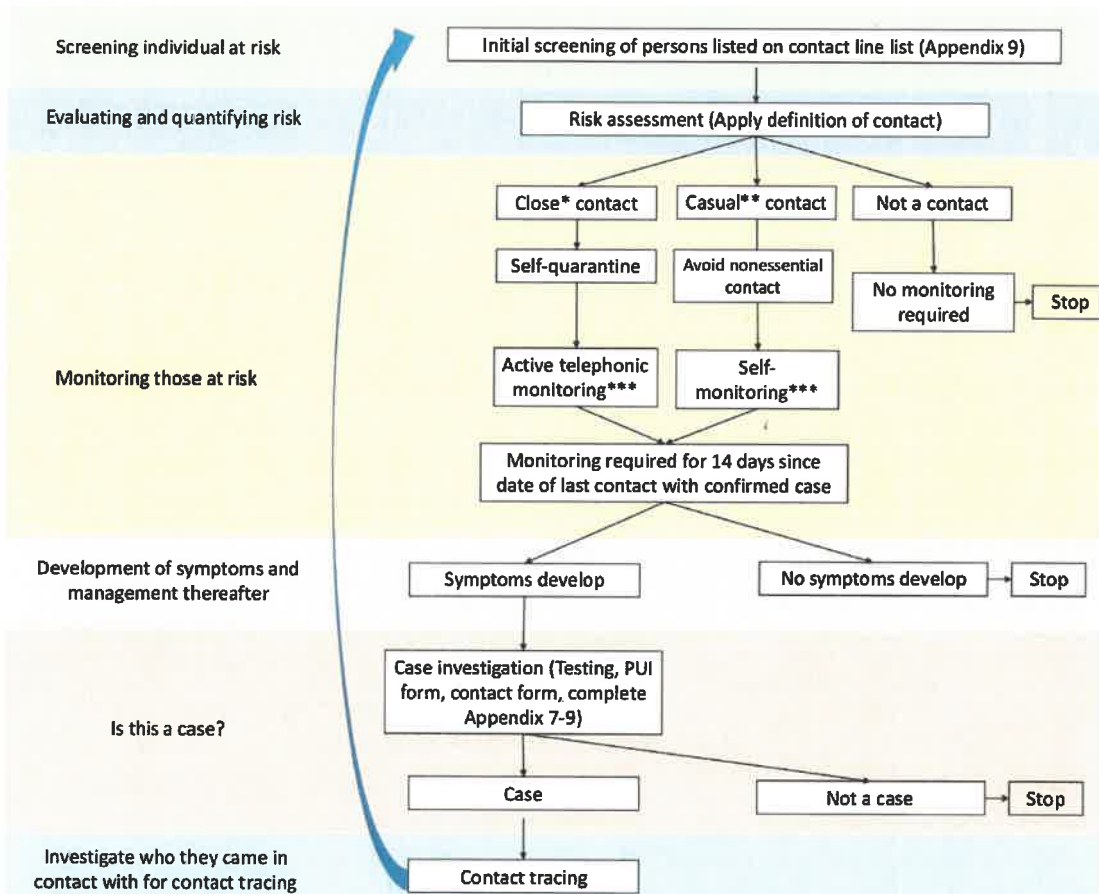 Screening individual at risk
Initial screening of persons listed on contact line list (Appendix 9)
Evaluating and quantifying risk
Risk assessment (Apply definition of contact)
Close* contact
Casual** contact
Not a contact
Self-quarantine
Avoid nonessential
contact
No monitoring
required
Stop
Monitoring those at risk
Active telephonic
monitoring***
Self-
monitoring***
Monitoring required for 14 days since
date of last contact with confirmed case
Development of symptoms and
management thereafter
Symptoms develop
No symptoms develop
Stop
Is this a case?
Case investigation (Testing, PUI
form, contact form, complete
Appendix 7-9)
Case
Not a case
Stop
Investigate who they came in
contact with for contact tracing
Contact tracing